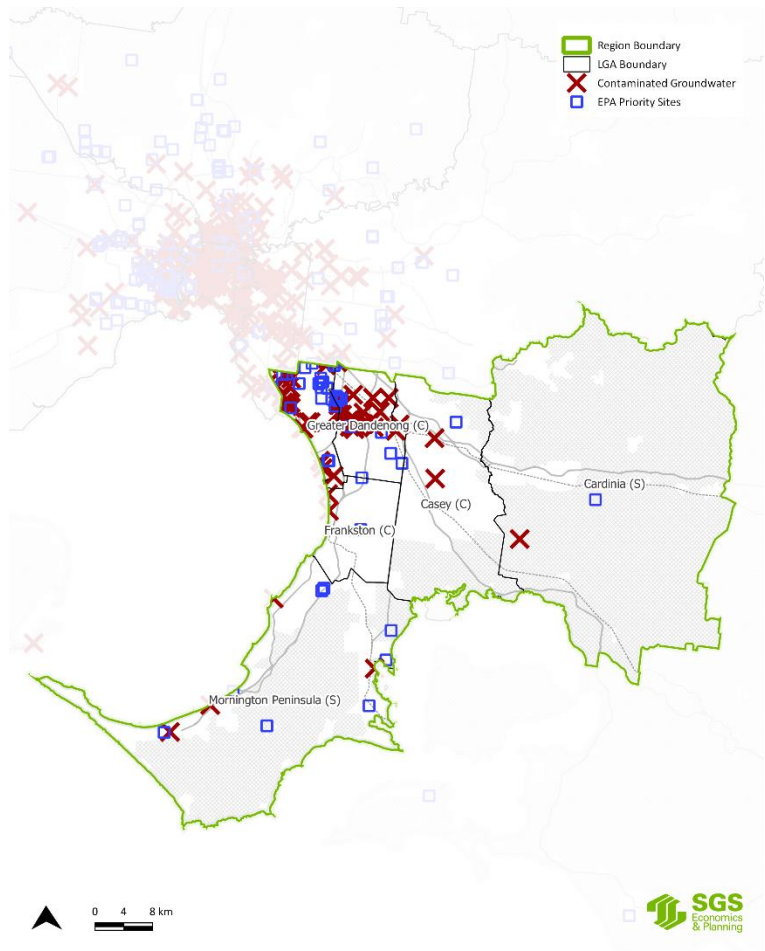 Region Boundary
LGA Boundary
Contaminated Groundwater
EPA Priority Sites
Greater Dandenong (C)
Cardinia (S)
Casey (C)
Frankston (C)
Mornington Peninsula (S)
0 4 8 km
SGS
Economics
& Planning